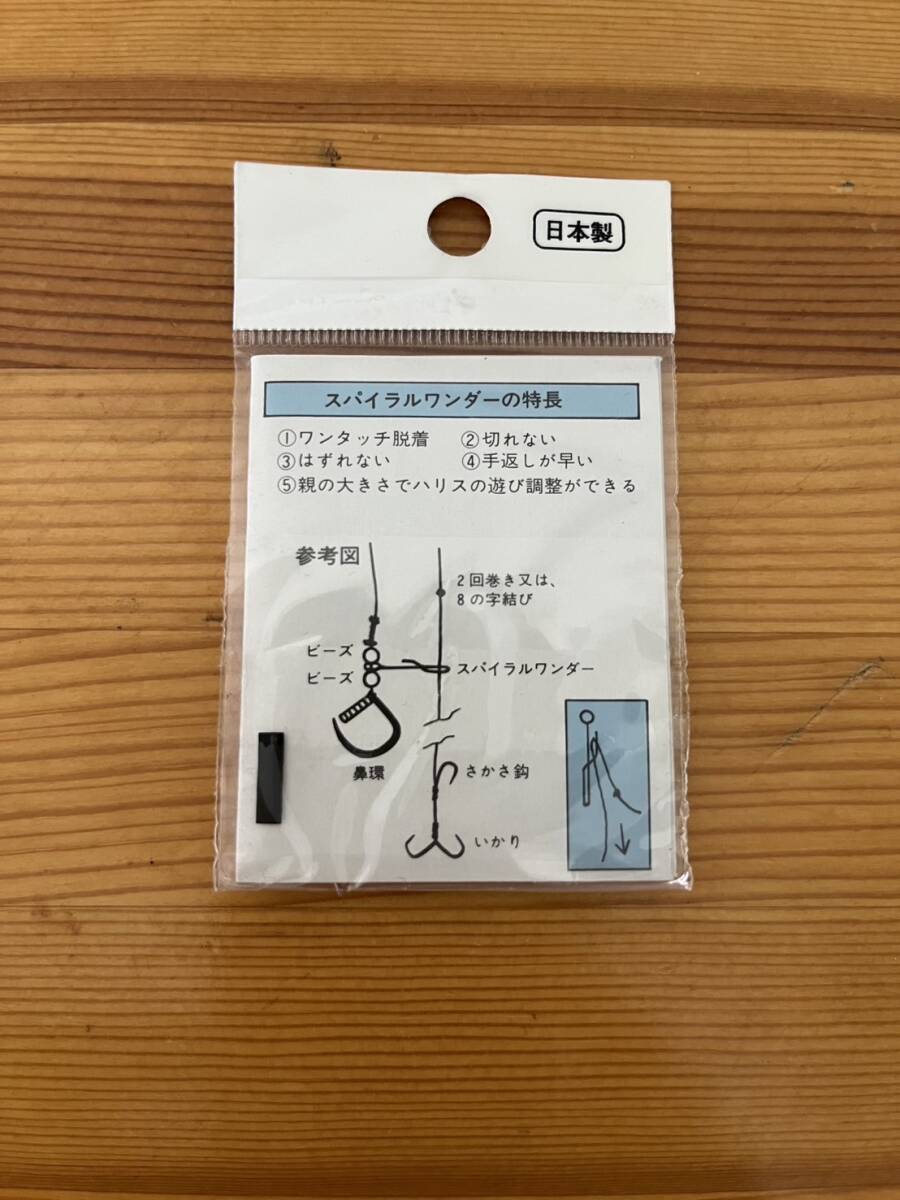 日本製
スパイラルワンダーの特長
①ワンタッチ脱着 ②切れない
③はずれない ④手返しが早い
⑤親の大きさでハリスの遊び調整ができる
参考図
2回巻き又は、
8の字結び
ビーズ
スパイラルワンダー
ビーズ
鼻環
さかさ鈎
いかり